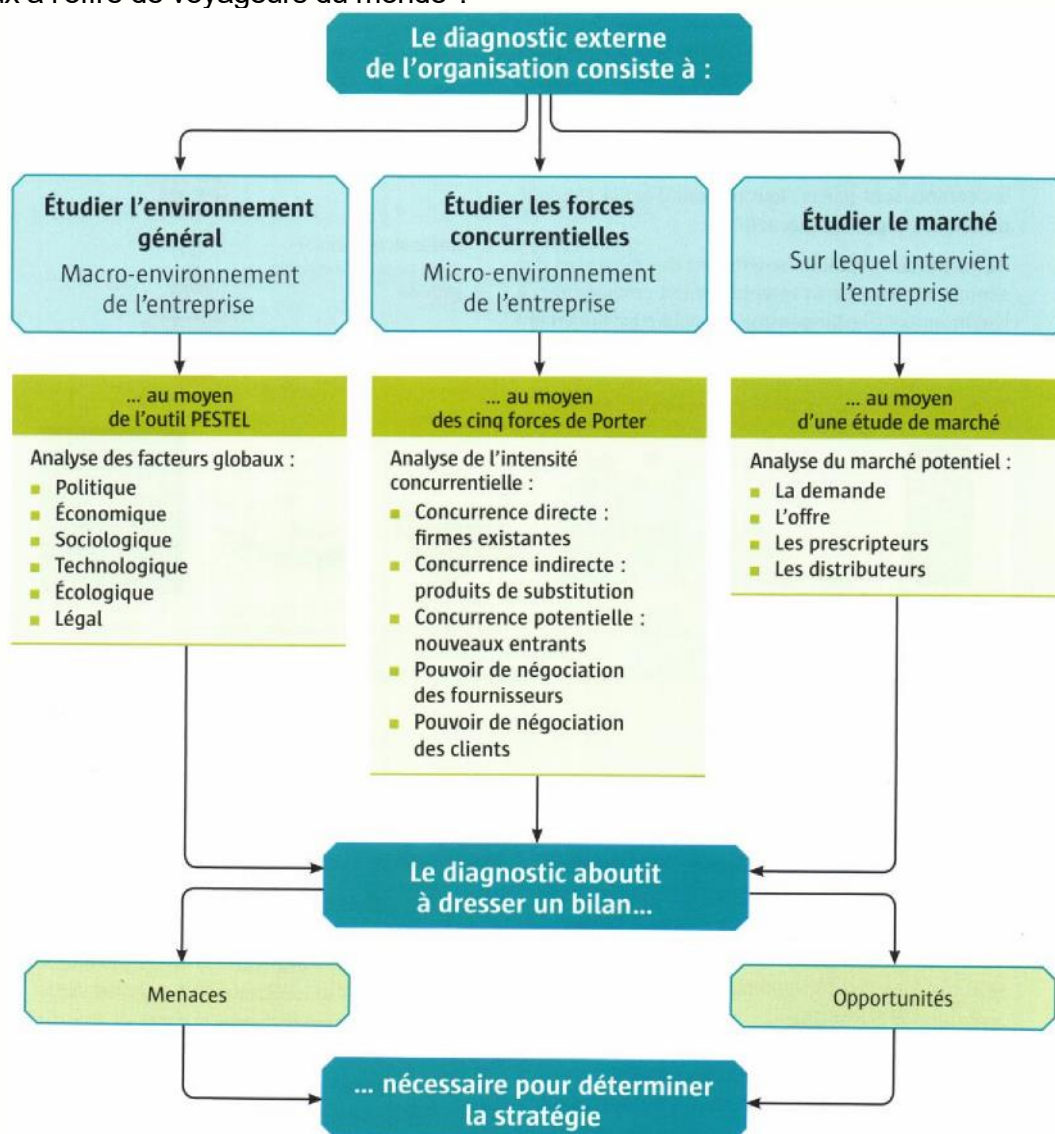 à l'offre de voyageurs du monde
Le diagnostic externe
de l'organisation consiste à :
Étudier l'environnement
général
Macro-environnement
de l'entreprise
Étudier les forces
concurrentielles
Micro-environnement
de l'entreprise
Étudier le marché
Sur lequel intervient
l'entreprise
... au moyen
de l'outil PESTEL
Analyse des facteurs globaux :
Politique
Économique
Sociologique
Technologique
Écologique
Légal
... au moyen
des cinq forces de Porter
Analyse de l'intensité
concurrentielle :
Concurrence directe :
firmes existantes
Concurrence indirecte :
produits de substitution
Concurrence potentielle :
nouveaux entrants
Pouvoir de négociation
des fournisseurs
Pouvoir de négociation
des clients
... au moyen
d'une étude de marché
Analyse du marché potentiel :
La demande
L'offre
Les prescripteurs
Les distributeurs
Le diagnostic aboutit
à dresser un bilan...
Menaces
Opportunités
... nécessaire pour déterminer
la stratégie